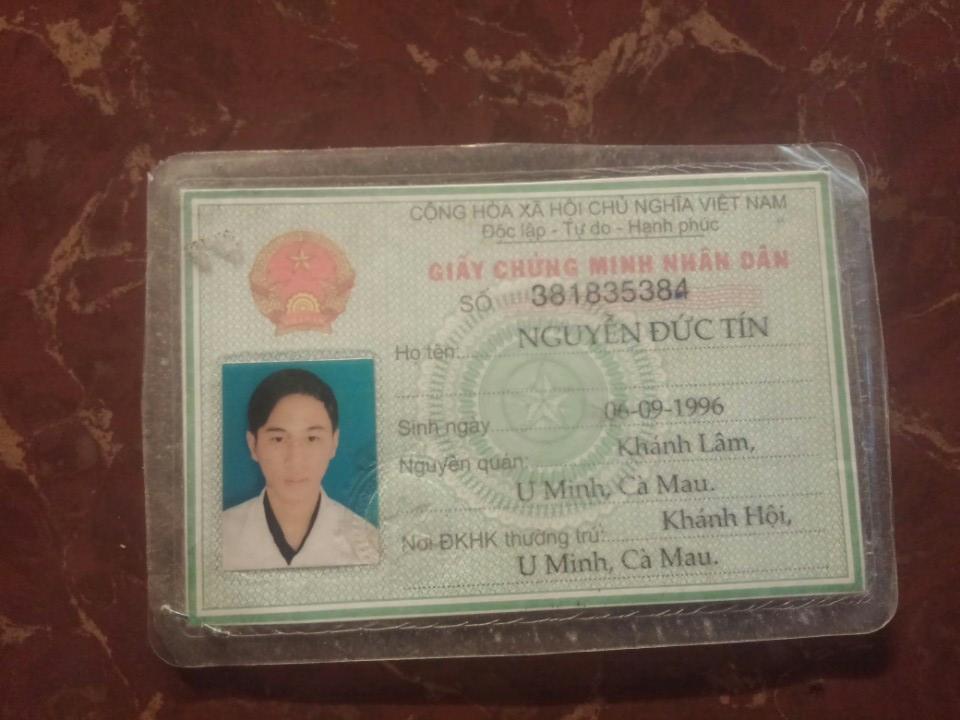 CỘNG HÒA XÃ HỘI CHỦ NGHĨA VIỆT NAM
Độc lập - Tự do - Hạnh phúc
GIẤY CHỨNG MINH NHÂN DÂN
SỐ 381835384
Họ tên: NGUYỄN ĐỨC TÍN
Sinh ngày 06-09-1996
Nguyên quán: Khánh Lâm,
U Minh, Cà Mau.
Nơi ĐKHK thường trú: Khánh Hội,
U Minh, Cà Mau.